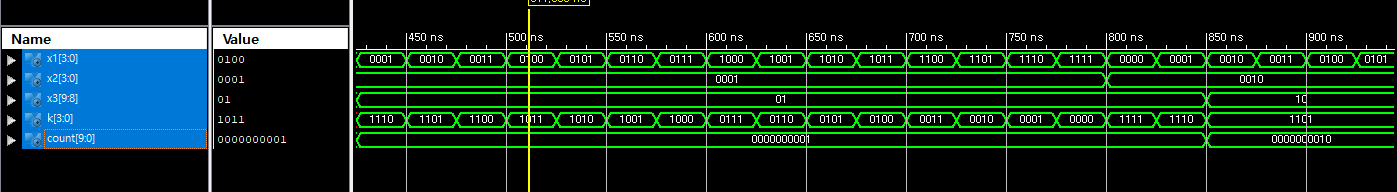 450 ns 500 ns 550 ns 600 ns 650 ns 700 ns 750 ns 800 ns 850 ns 900 ns
Name Value
x1[3:0] 0100 0001 0010 0011 0100 0101 0110 0111 1000 1001 1010 1011 1100 1101 1110 1111 0000 0001 0010 0011 0100 0101
x2[3:0] 0001 0001 0010
x3[9:8] 01 01 10
k[3:0] 1011 1110 1101 1100 1011 1010 1001 1000 0111 0110 0101 0100 0011 0010 0001 0000 1111 1110 1101
count[9:0] 0000000001 0000000001 0000000010